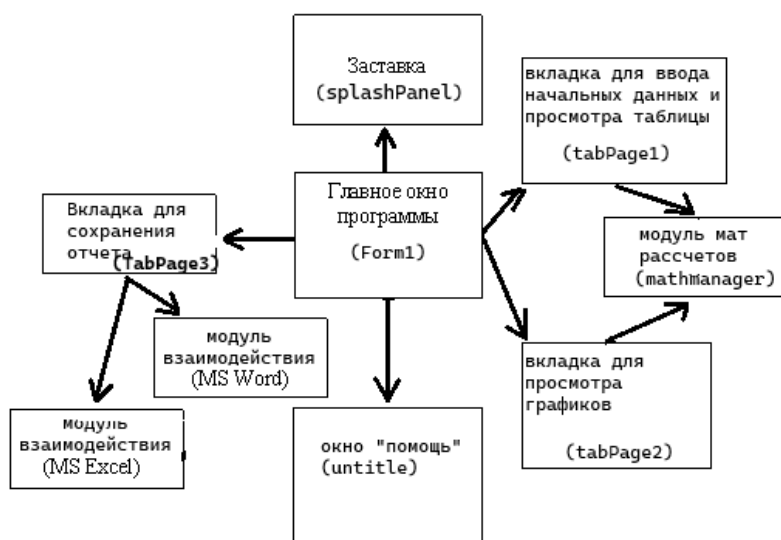 Заставка
(splashPanel)
вкладка для ввода
начальных данных и
просмотра таблицы
(tabPage1)
Главное окно
программы
(Form1)
Вкладка для
сохранения
отчета
(TabPage3)
модуль мат
рассчетов
(mathmanager)
модуль
взаимодействия
(MS Word)
вкладка для
просмотра
графиков
(tabPage2)
модуль
взаимодействия
(MS Excel)
окно "помощь"
(untitle)